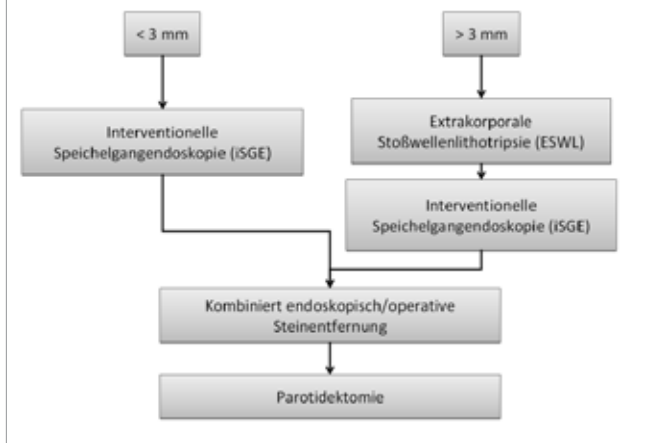 < 3 mm
> 3 mm
Interventionelle
Speichelgangendoskopie (iSGE)
Extrakorporale
Stoßwellenlithotripsie (ESWL)
Interventionelle
Speichelgangendoskopie (iSGE)
Kombiniert endoskopisch/operative
Steinentfernung
Parotidektomie